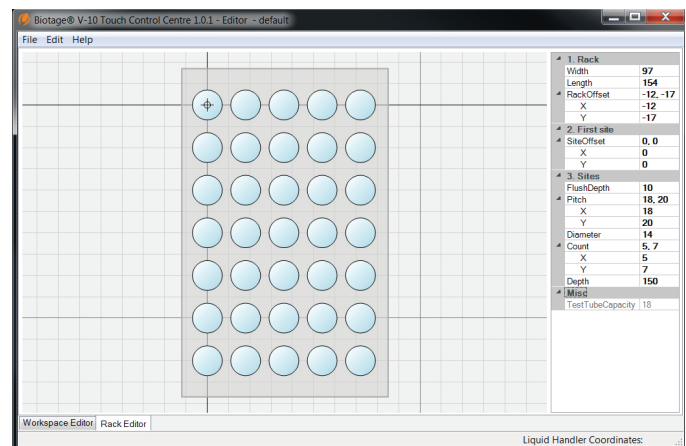 Biotage® V-10 Touch Control Centre 1.0.1 - Editor - default
File Edit Help
1. Rack
Width 97
Length 154
RackOffset -12, -17
X -12
Y -17
2. First site
SiteOffset 0, 0
X 0
Y 0
3. Sites
FlushDepth 10
Pitch 18, 20
X 18
Y 20
Diameter 14
Count 5, 7
X 5
Y 7
Depth 150
Misc
TestTubeCapacity 18
Workspace Editor Rack Editor
Liquid Handler Coordinates: